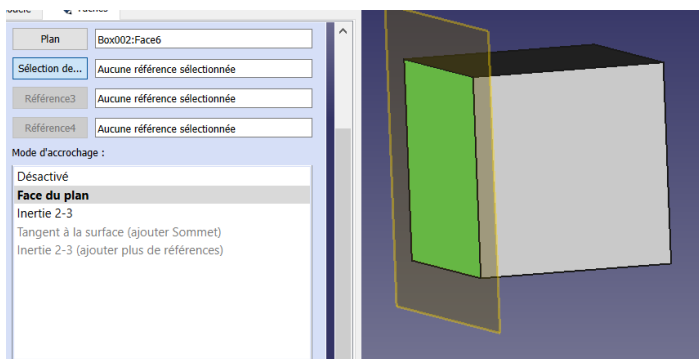 Plan Box002:Face6
Sélection de... Aucune référence sélectionnée
Référence3 Aucune référence sélectionnée
Référence4 Aucune référence sélectionnée
Mode d'accrochage :
Désactivé
Face du plan
Inertie 2-3
Tangent à la surface (ajouter Sommet)
Inertie 2-3 (ajouter plus de références)